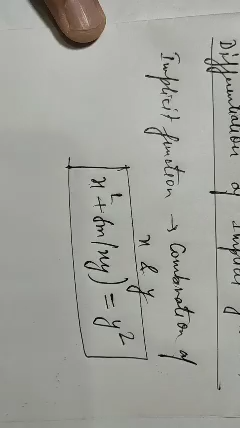 Differentiation of Implicit f
Implicit function → Combination of
x & y
x² + sin(xy) = y²